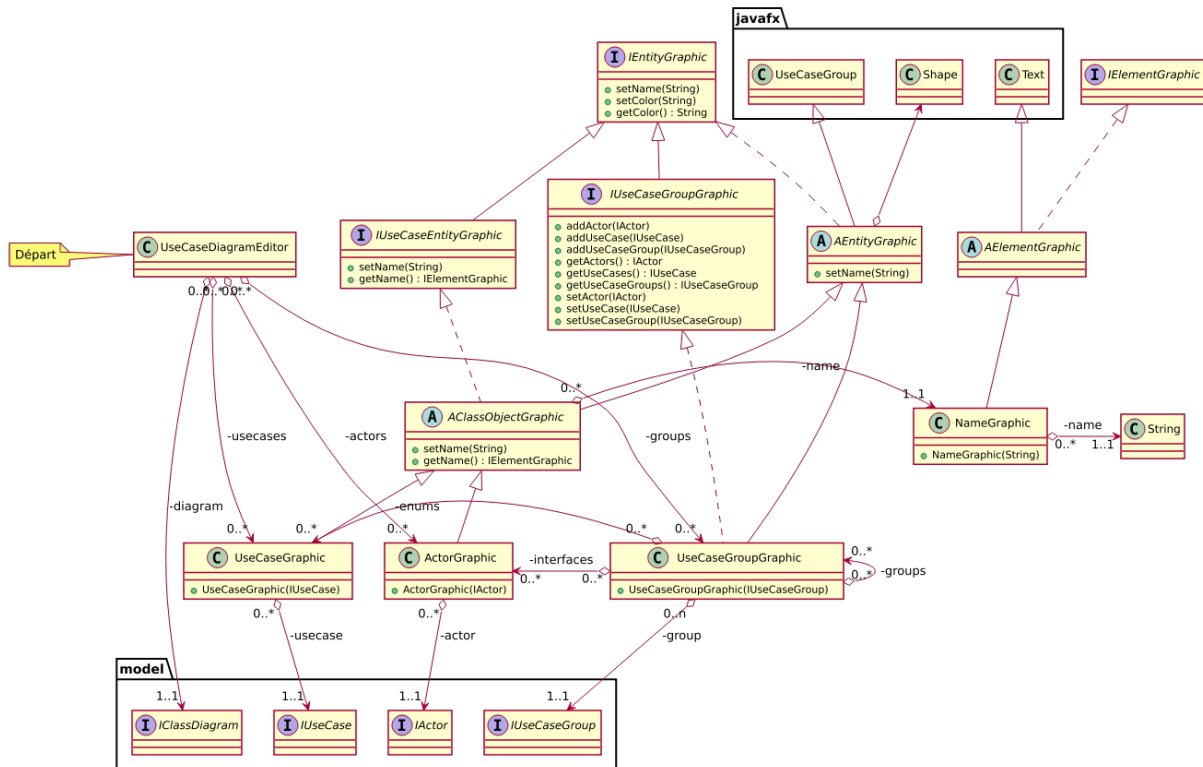 javafx
C UseCaseGroup
C Shape
C Text
I IElementGraphic
I IEntityGraphic
setName(String)
setColor(String)
getColor() : String
I IUseCaseGroupGraphic
addActor(IActor)
addUseCase(IUseCase)
addUseCaseGroup(IUseCaseGroup)
getActors() : IActor
getUseCases() : IUseCase
getUseCaseGroups() : IUseCaseGroup
setActor(IActor)
setUseCase(IUseCase)
setUseCaseGroup(IUseCaseGroup)
I IUseCaseEntityGraphic
setName(String)
getName() : IElementGraphic
A AEntityGraphic
setName(String)
A AElementGraphic
Départ
C UseCaseDiagramEditor
0..*
0..*
0..*
0..*
-name
0..*
1..1
A AClassObjectGraphic
setName(String)
getName() : IElementGraphic
C NameGraphic
NameGraphic(String)
-name
0..*
1..1
C String
-usecases
-actors
-groups
-diagram
-enums
0..*
0..*
0..*
0..*
0..*
C UseCaseGraphic
UseCaseGraphic(IUseCase)
C ActorGraphic
ActorGraphic(IActor)
-interfaces
0..*
0..*
C UseCaseGroupGraphic
UseCaseGroupGraphic(IUseCaseGroup)
0..*
0..*
-groups
0..*
-usecase
0..*
-actor
0..n
-group
model
1..1
1..1
1..1
1..1
I IClassDiagram
I IUseCase
I IActor
I IUseCaseGroup